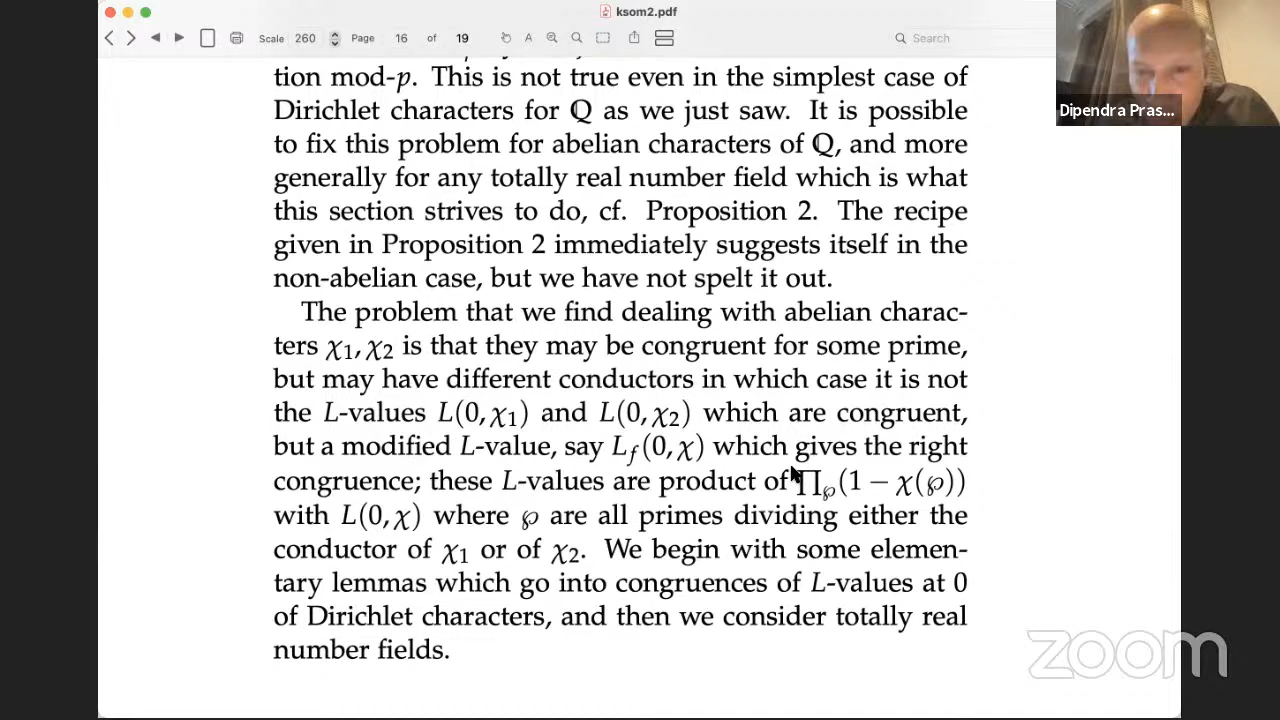 ksom2.pdf
Scale 260 Page 16 of 19 Search
tion mod-p. This is not true even in the simplest case of
Dirichlet characters for ℚ as we just saw. It is possible
to fix this problem for abelian characters of ℚ, and more
generally for any totally real number field which is what
this section strives to do, cf. Proposition 2. The recipe
given in Proposition 2 immediately suggests itself in the
non-abelian case, but we have not spelt it out.
The problem that we find dealing with abelian charac-
ters χ₁, χ₂ is that they may be congruent for some prime,
but may have different conductors in which case it is not
the L-values L(0, χ₁) and L(0, χ₂) which are congruent,
but a modified L-value, say L_f(0, χ) which gives the right
congruence; these L-values are product of ∏_℘(1 − χ(℘))
with L(0, χ) where ℘ are all primes dividing either the
conductor of χ₁ or of χ₂. We begin with some elemen-
tary lemmas which go into congruences of L-values at 0
of Dirichlet characters, and then we consider totally real
number fields.
Dipendra Pras...
zoom